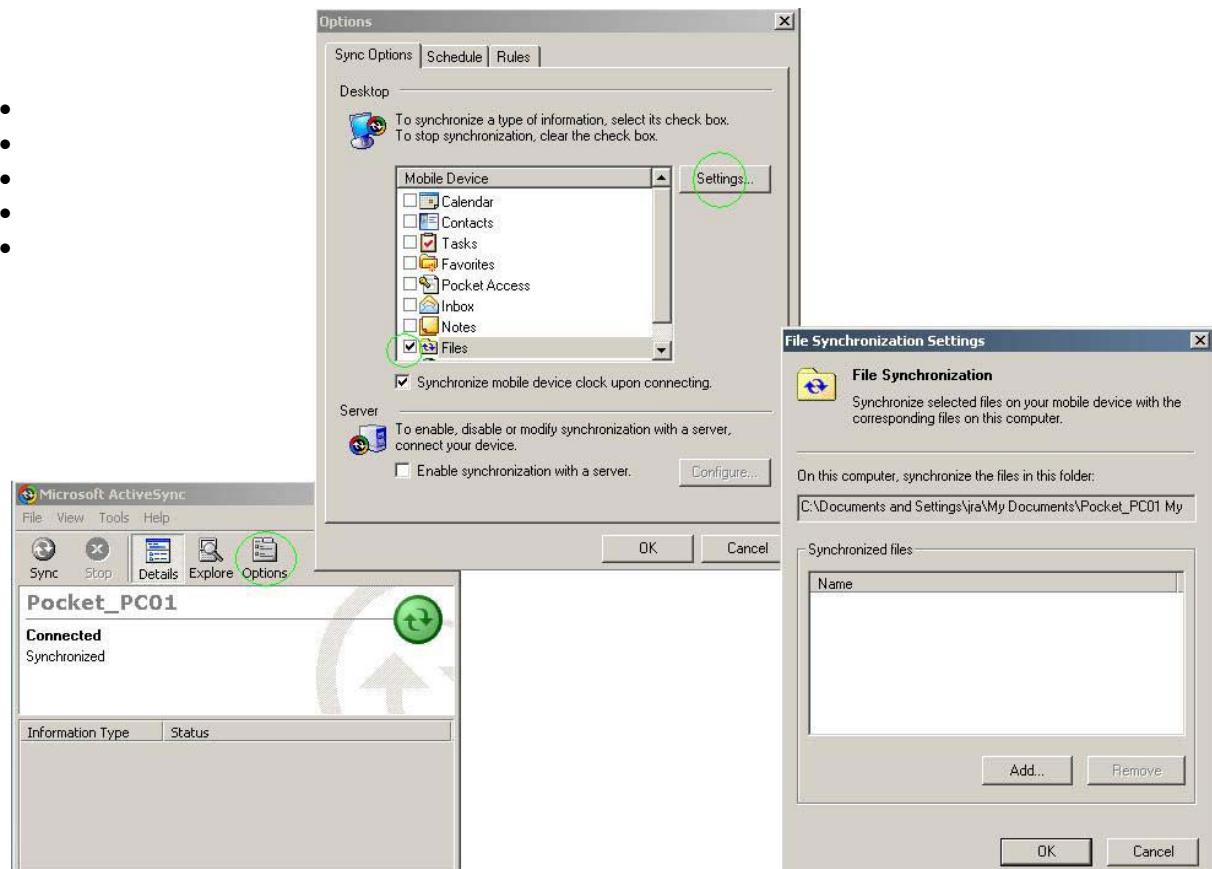 Options
Sync Options
Schedule
Rules
Desktop
To synchronize a type of information, select its check box.
To stop synchronization, clear the check box.
Mobile Device
Settings...
Calendar
Contacts
Tasks
Favorites
Pocket Access
Inbox
Notes
Files
Synchronize mobile device clock upon connecting.
Server
To enable, disable or modify synchronization with a server,
connect your device.
Enable synchronization with a server.
Configure...
OK
Cancel
File Synchronization Settings
File Synchronization
Synchronize selected files on your mobile device with the
corresponding files on this computer.
On this computer, synchronize the files in this folder:
C:\Documents and Settings\jra\My Documents\Pocket_PC01 My
Synchronized files
Name
Add...
Remove
OK
Cancel
Microsoft ActiveSync
File View Tools Help
Sync Stop Details Explore Options
Pocket_PC01
Connected
Synchronized
Information Type Status